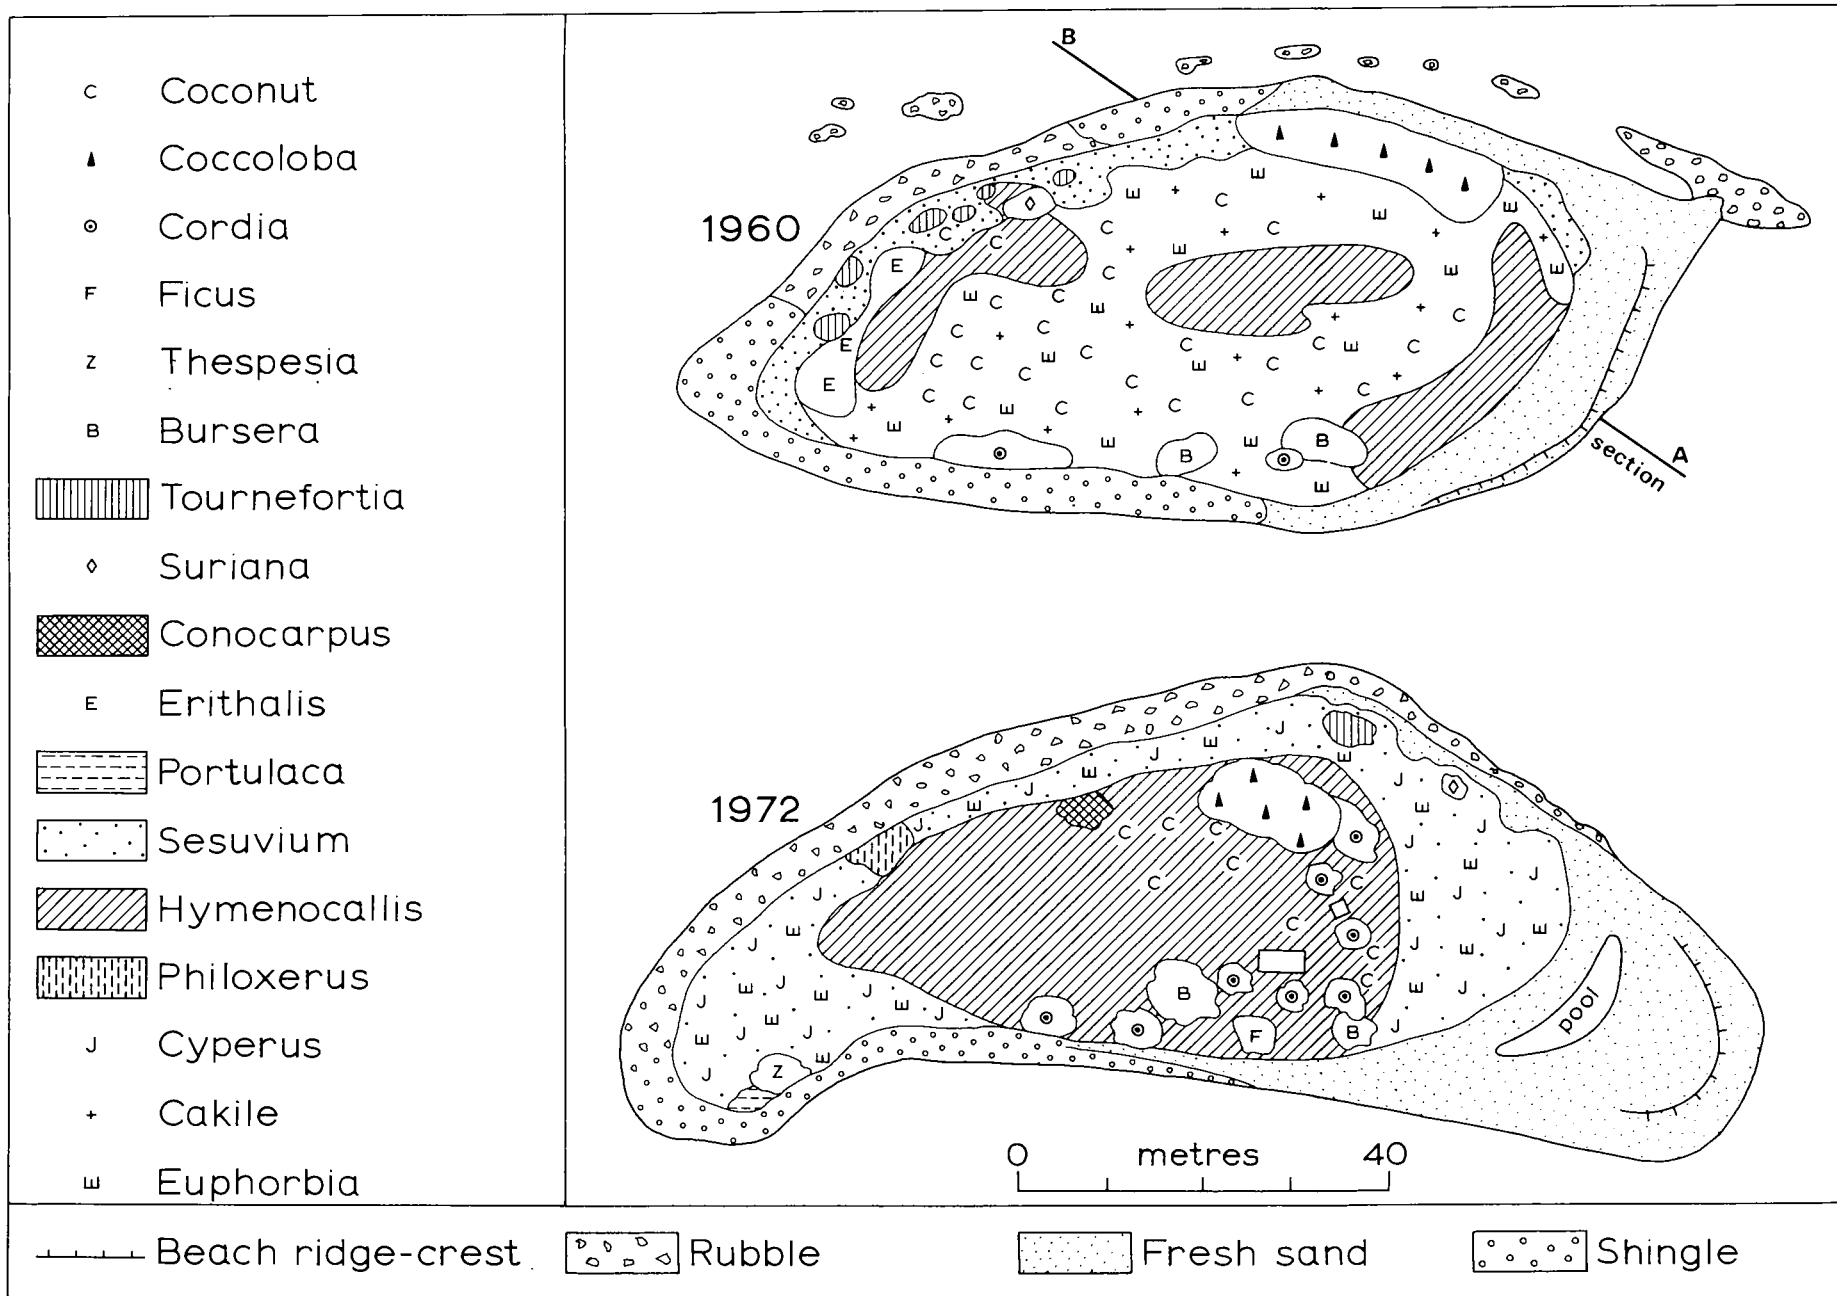 C Coconut
Coccoloba
Cordia
F Ficus
Z Thespesia
B Bursera
Tournefortia
Suriana
Conocarpus
E Erithalis
Portulaca
Sesuvium
Hymenocallis
Philoxerus
J Cyperus
+ Cakile
Euphorbia
Beach ridge-crest
Rubble
Fresh sand
Shingle
1960
B
A
section
1972
pool
0 metres 40